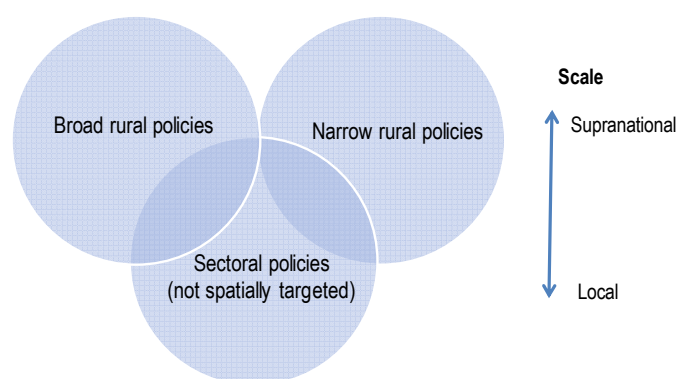 Broad rural policies
Narrow rural policies
Sectoral policies
(not spatially targeted)
Scale
Supranational
Local